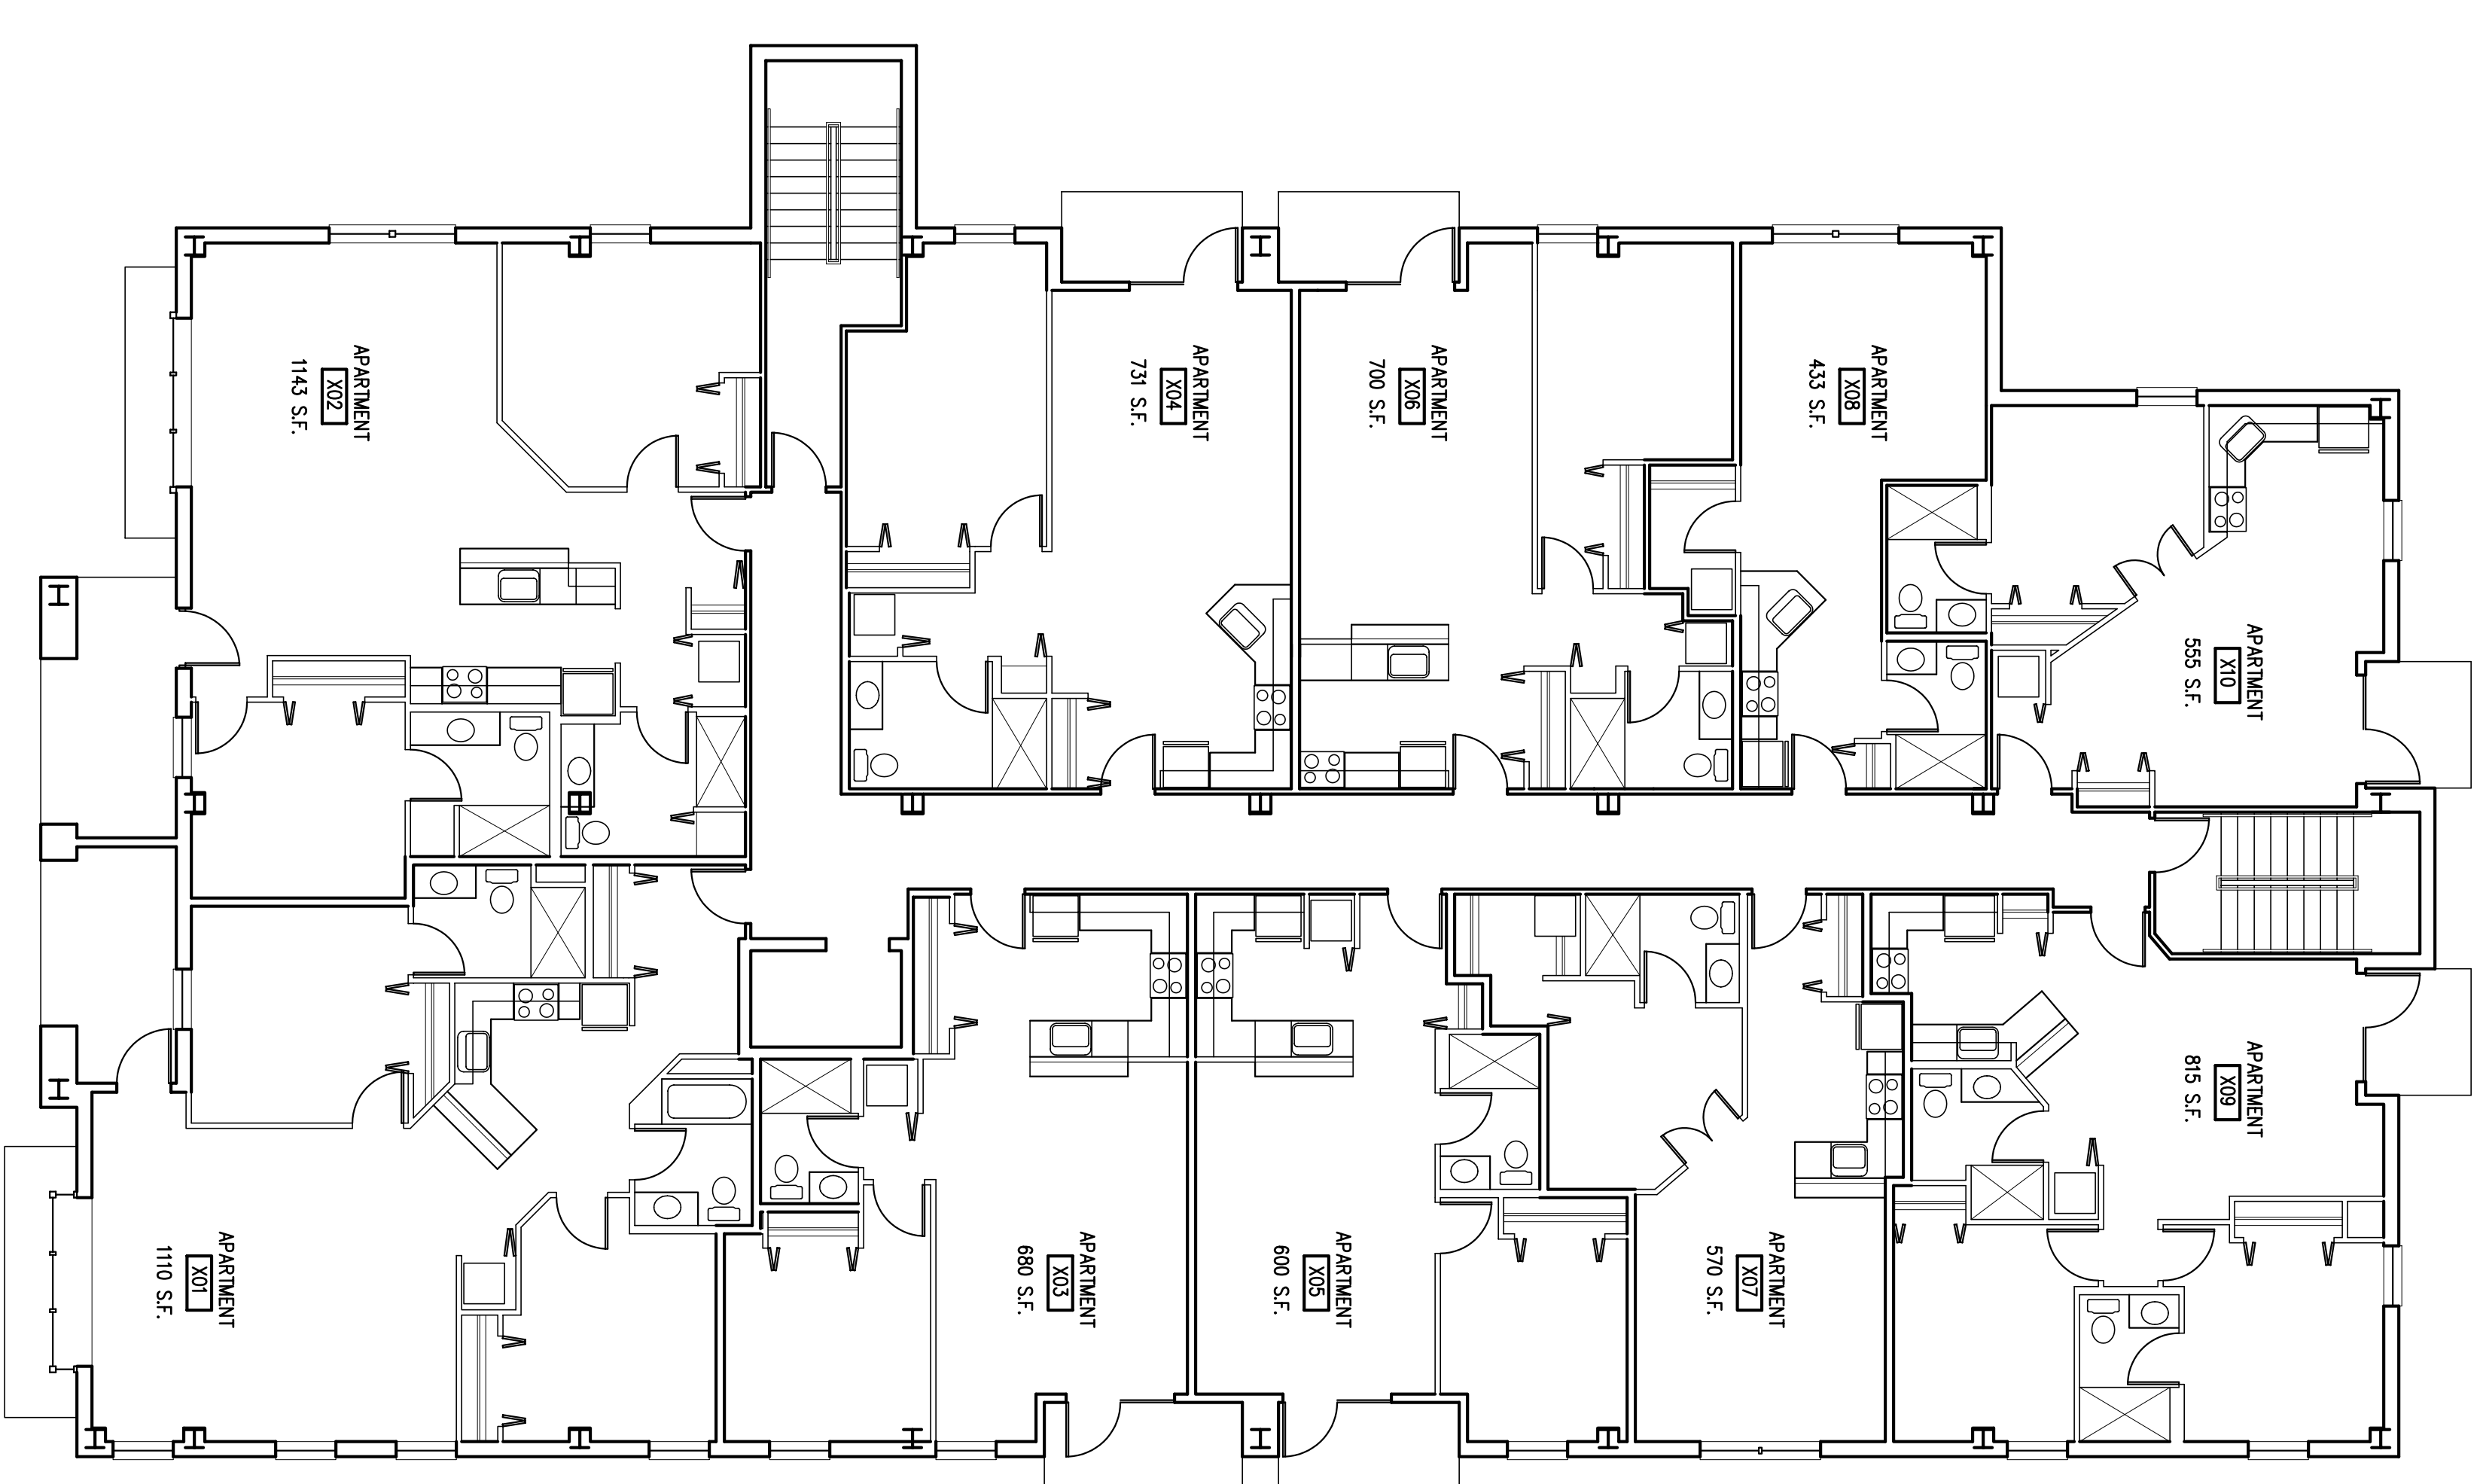 APARTMENT
X02
1143 S.F.
APARTMENT
X04
731 S.F.
APARTMENT
X06
700 S.F.
APARTMENT
X08
433 S.F.
APARTMENT
X10
555 S.F.
APARTMENT
X01
1110 S.F.
APARTMENT
X03
680 S.F.
APARTMENT
X05
600 S.F.
APARTMENT
X07
570 S.F.
APARTMENT
X09
815 S.F.